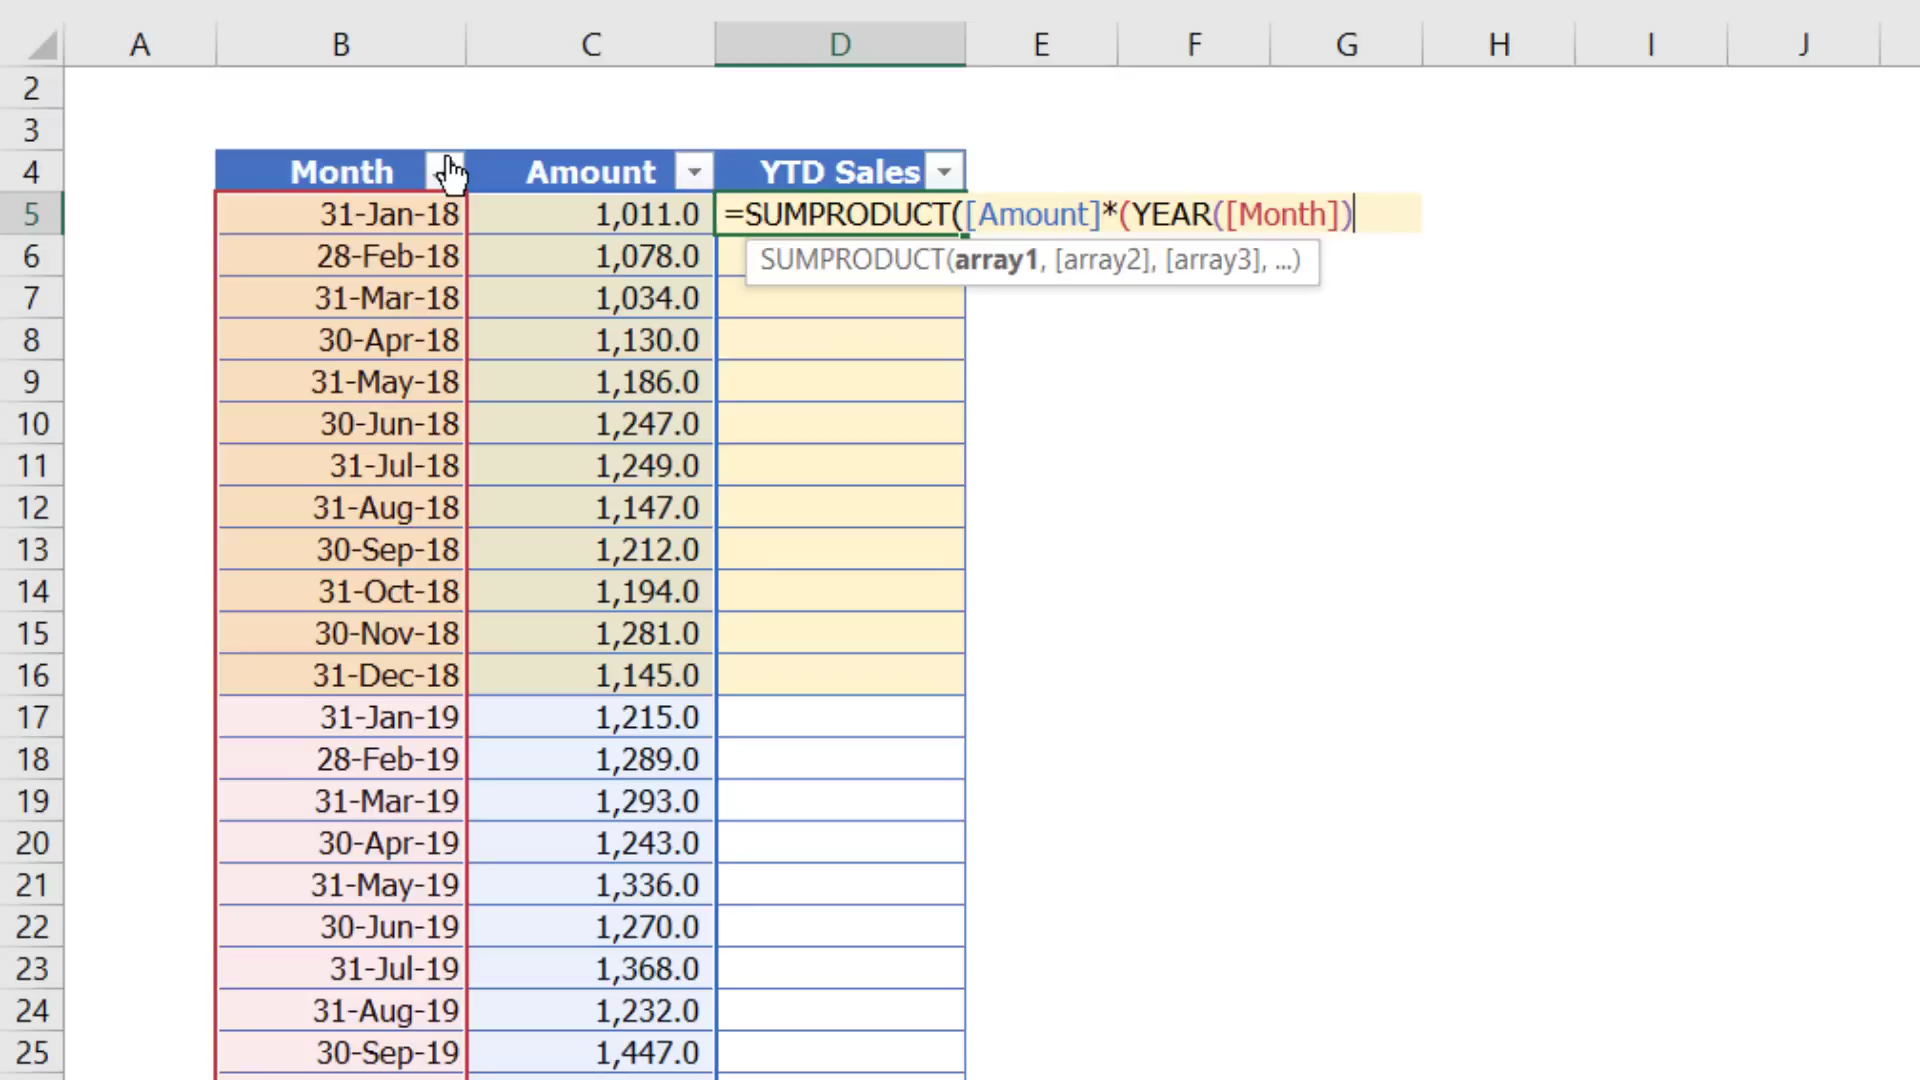 A B C D E F G H I J
2
3
4 Month Amount YTD Sales
5 31-Jan-18 1,011.0 =SUMPRODUCT([Amount]*(YEAR([Month])
6 28-Feb-18 1,078.0 SUMPRODUCT(array1, [array2], [array3], ...)
7 31-Mar-18 1,034.0
8 30-Apr-18 1,130.0
9 31-May-18 1,186.0
10 30-Jun-18 1,247.0
11 31-Jul-18 1,249.0
12 31-Aug-18 1,147.0
13 30-Sep-18 1,212.0
14 31-Oct-18 1,194.0
15 30-Nov-18 1,281.0
16 31-Dec-18 1,145.0
17 31-Jan-19 1,215.0
18 28-Feb-19 1,289.0
19 31-Mar-19 1,293.0
20 30-Apr-19 1,243.0
21 31-May-19 1,336.0
22 30-Jun-19 1,270.0
23 31-Jul-19 1,368.0
24 31-Aug-19 1,232.0
25 30-Sep-19 1,447.0